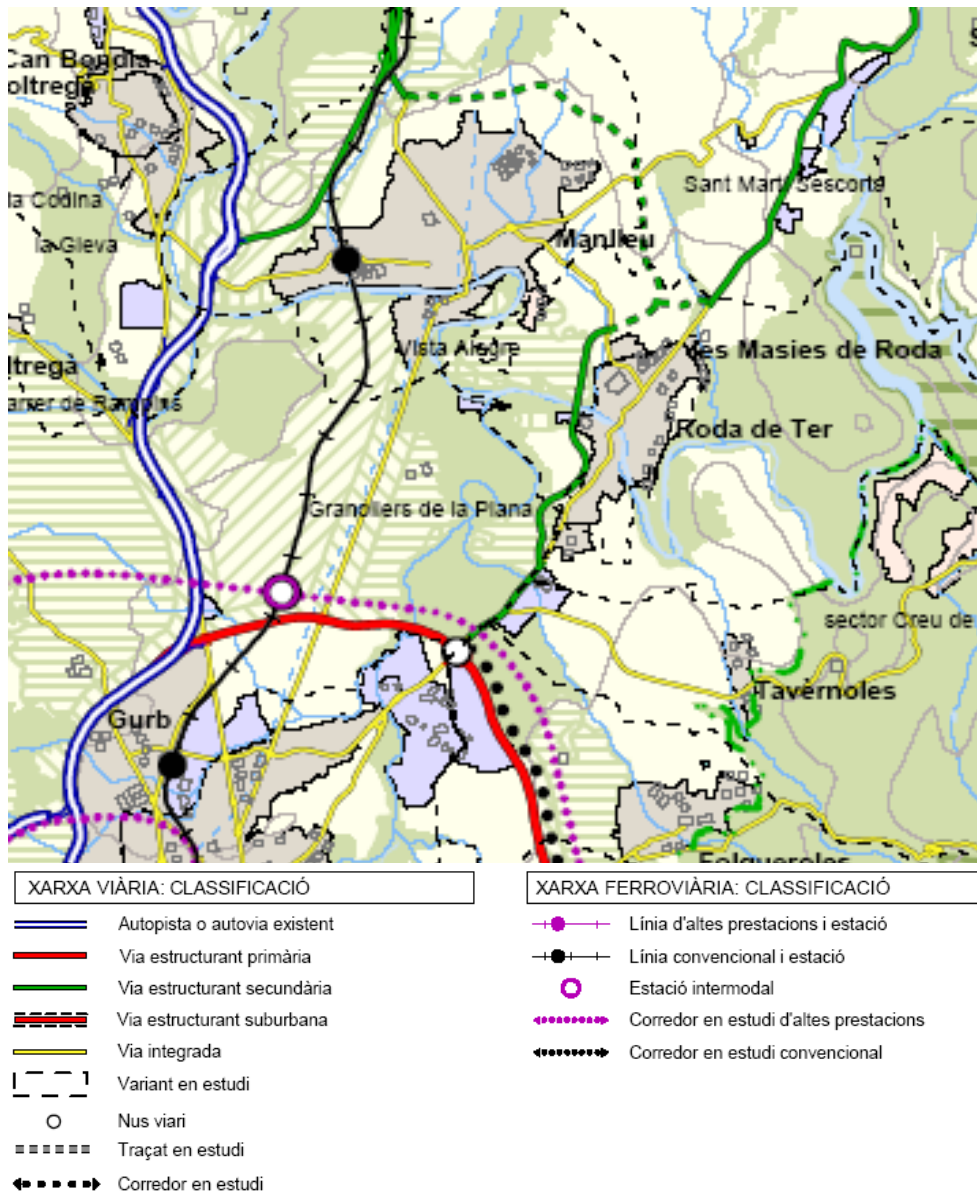 Can Bondia
oltregà
Sant Martí Sescorts
la Codina
la Gleva
Manlleu
Vista Alegre
les Masies de Roda
ltregà
Roda de Ter
Granollers de la Plana
sector Creu de
Tavèrnoles
Gurb
Folgueroles
XARXA VIÀRIA: CLASSIFICACIÓ
Autopista o autovia existent
Via estructurant primària
Via estructurant secundària
Via estructurant suburbana
Via integrada
Variant en estudi
Nus viari
Traçat en estudi
Corredor en estudi
XARXA FERROVIÀRIA: CLASSIFICACIÓ
Línia d'altes prestacions i estació
Línia convencional i estació
Estació intermodal
Corredor en estudi d'altes prestacions
Corredor en estudi convencional